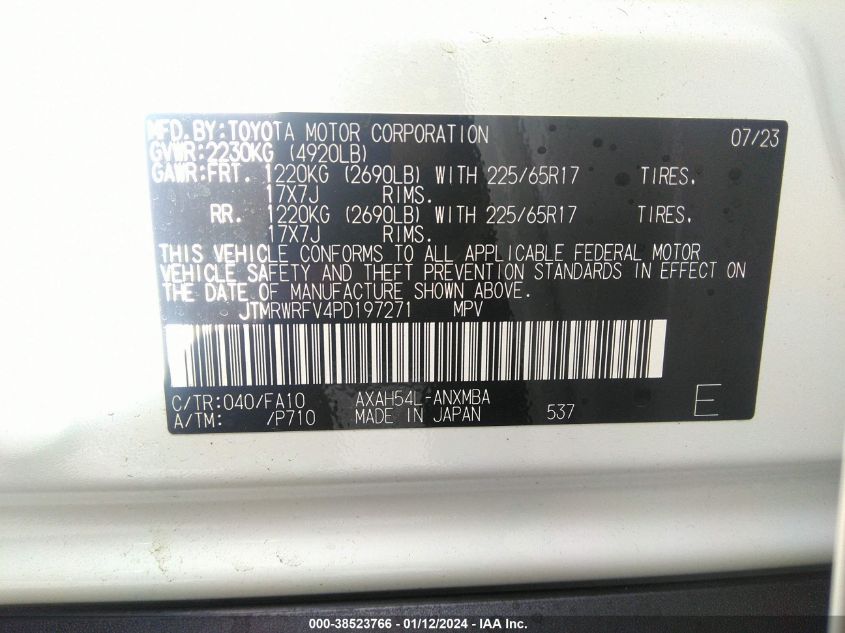 MFD.BY:TOYOTA MOTOR CORPORATION 07/23
GVWR:2230KG (4920LB)
GAWR:FRT. 1220KG (2690LB) WITH 225/65R17 TIRES,
17X7J RIMS.
RR. 1220KG (2690LB) WITH 225/65R17 TIRES,
17X7J RIMS.
THIS VEHICLE CONFORMS TO ALL APPLICABLE FEDERAL MOTOR
VEHICLE SAFETY AND THEFT PREVENTION STANDARDS IN EFFECT ON
THE DATE OF MANUFACTURE SHOWN ABOVE.
JTMRWRFV4PD197271 MPV
C/TR:040/FA10 AXAH54L-ANXMBA
A/TM: /P710 MADE IN JAPAN 537 E
000-38523766 - 01/12/2024 - IAA Inc.